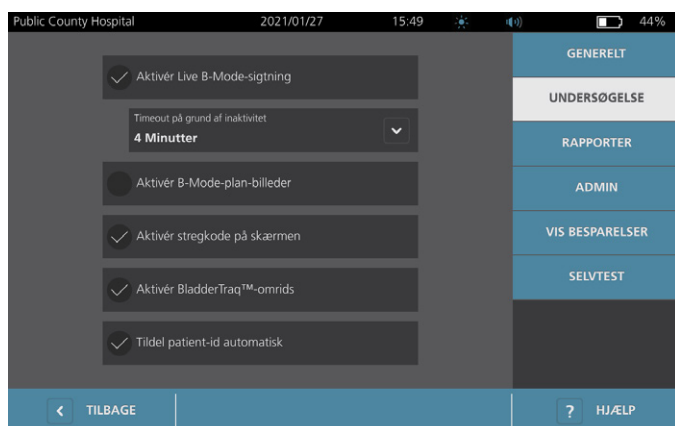 Public County Hospital 2021/01/27 15:49 44%
Aktivér Live B-Mode-sigtning
Timeout på grund af inaktivitet
4 Minutter
Aktivér B-Mode-plan-billeder
Aktivér stregkode på skærmen
Aktivér BladderTraq™-omrids
Tildel patient-id automatisk
GENERELT
UNDERSØGELSE
RAPPORTER
ADMIN
VIS BESPARELSER
SELVTEST
TILBAGE
? HJÆLP